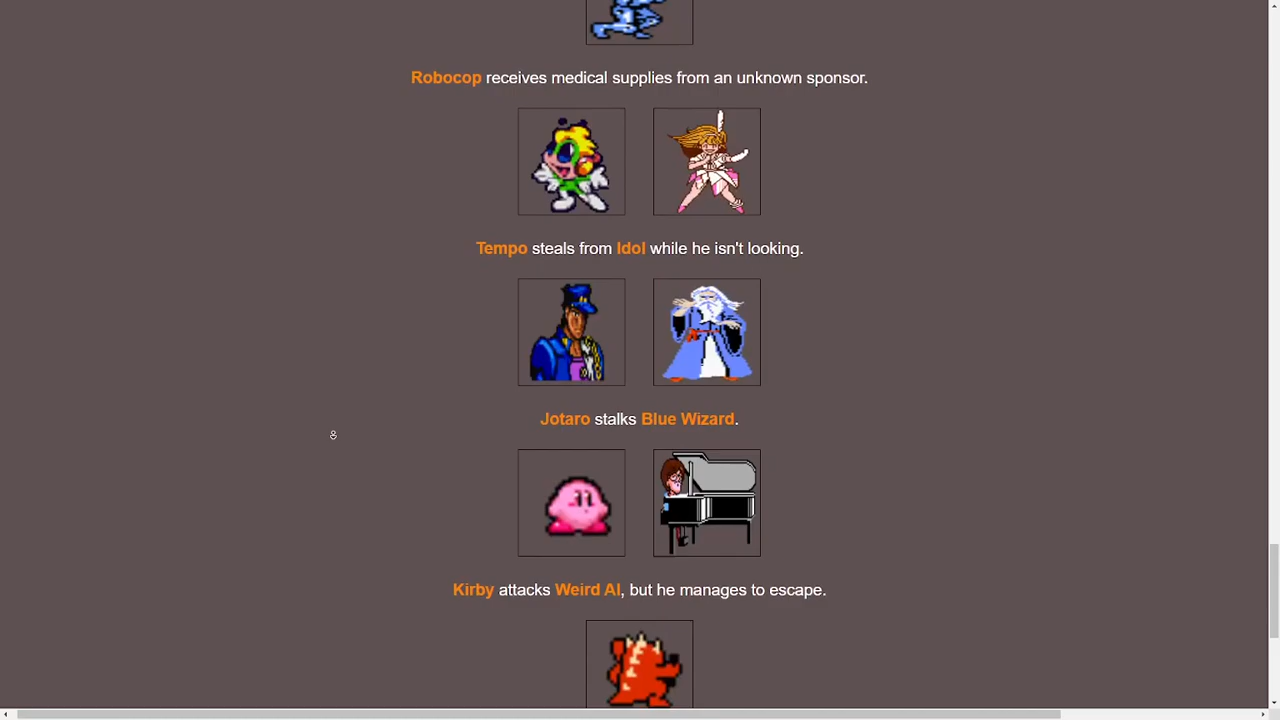 Robocop receives medical supplies from an unknown sponsor.
Tempo steals from Idol while he isn't looking.
Jotaro stalks Blue Wizard.
Kirby attacks Weird Al, but he manages to escape.